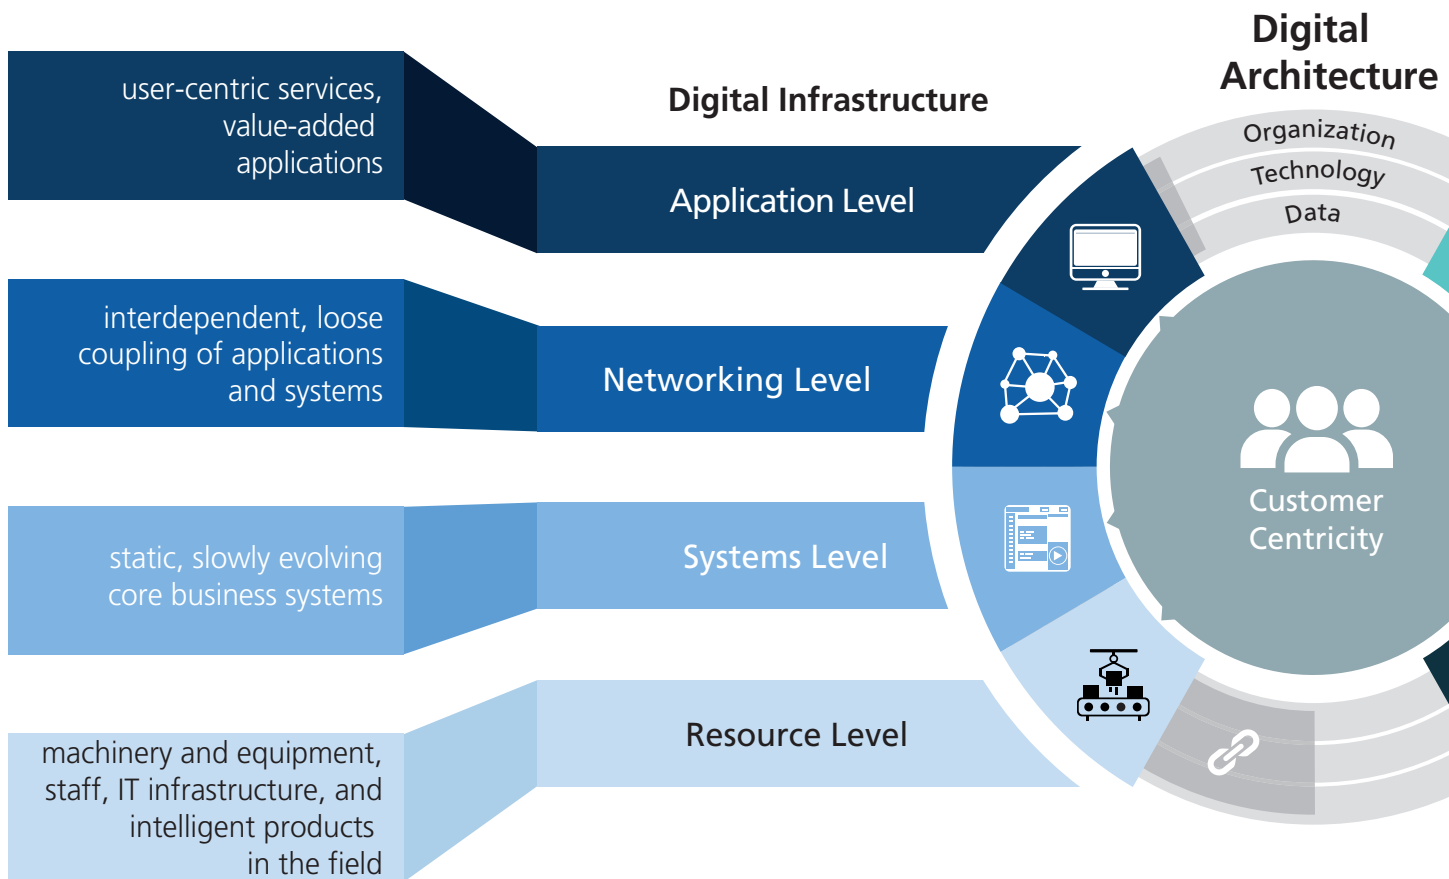 Digital
Architecture
Digital Infrastructure
user-centric services,
value-added
applications
Application Level
Organization
Technology
Data
interdependent, loose
coupling of applications
and systems
Networking Level
static, slowly evolving
core business systems
Systems Level
Customer
Centricity
machinery and equipment,
staff, IT infrastructure, and
intelligent products
in the field
Resource Level